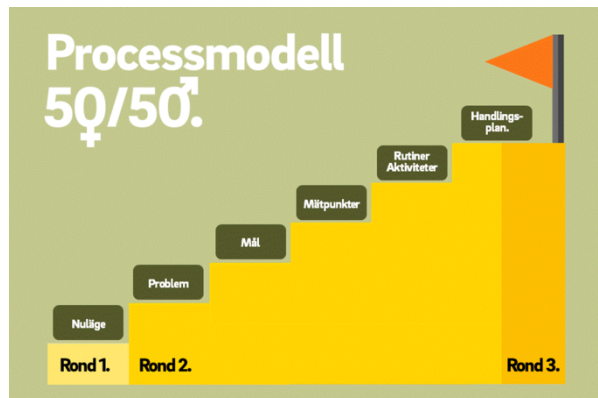 Processmodell
50/50.
Handlings-
plan.
Rutiner
Aktiviteter
Mätpunkter
Mål
Problem
Nuläge
Rond 1.
Rond 2.
Rond 3.